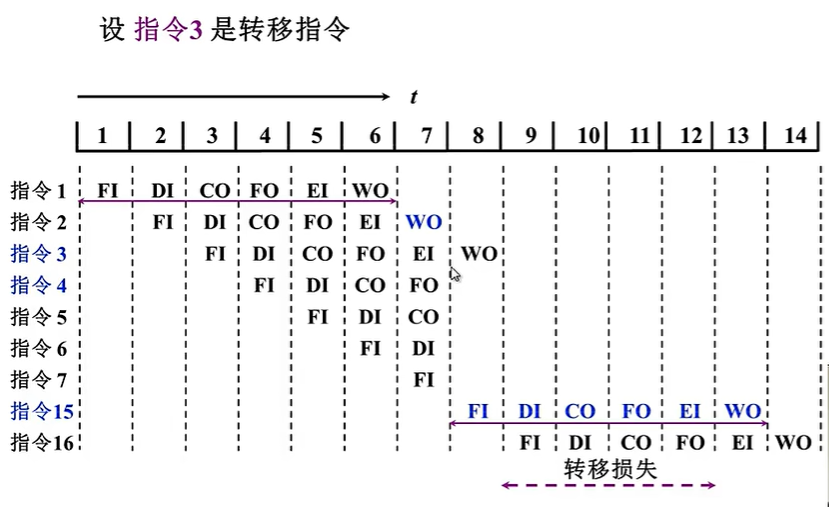 设 指令3 是转移指令
t
1 2 3 4 5 6 7 8 9 10 11 12 13 14
指令 1 FI DI CO FO EI WO
指令 2 FI DI CO FO EI WO
指令 3 FI DI CO FO EI WO
指令 4 FI DI CO FO
指令 5 FI DI CO
指令 6 FI DI
指令 7 FI
指令15 FI DI CO FO EI WO
指令16 FI DI CO FO EI WO
转移损失